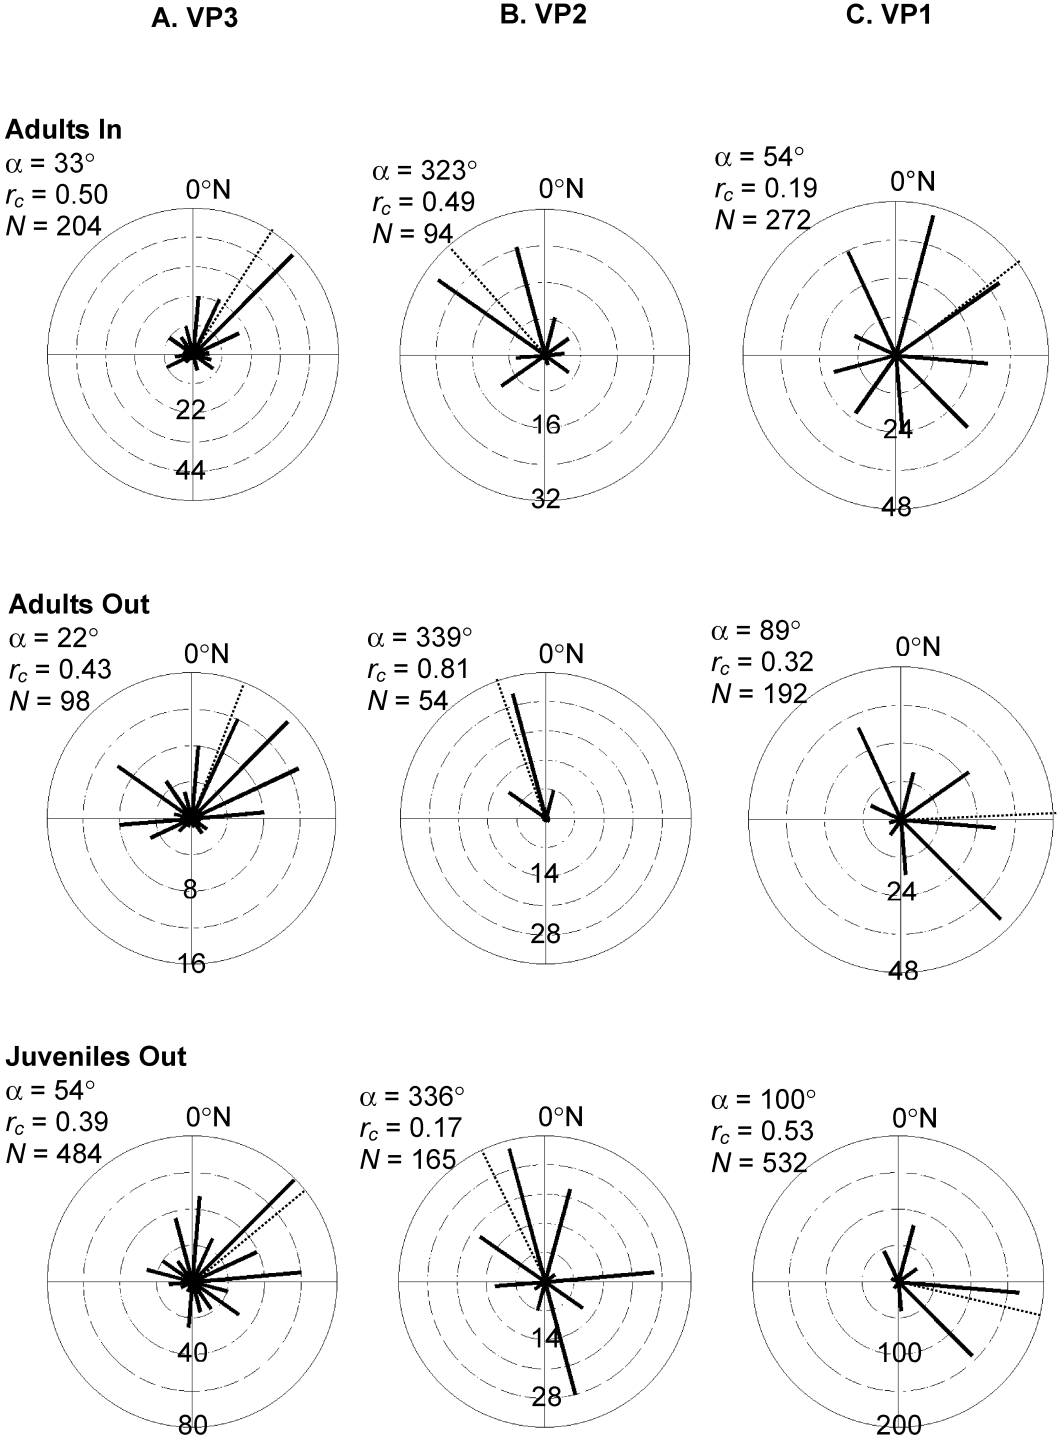 A. VP3
B. VP2
C. VP1
Adults In
α = 33°
r_c = 0.50
N = 204
0°N
22
44
α = 323°
r_c = 0.49
N = 94
0°N
16
32
α = 54°
r_c = 0.19
N = 272
0°N
24
48
Adults Out
α = 22°
r_c = 0.43
N = 98
0°N
8
16
α = 339°
r_c = 0.81
N = 54
0°N
14
28
α = 89°
r_c = 0.32
N = 192
0°N
24
48
Juveniles Out
α = 54°
r_c = 0.39
N = 484
0°N
40
80
α = 336°
r_c = 0.17
N = 165
0°N
14
28
α = 100°
r_c = 0.53
N = 532
0°N
100
200